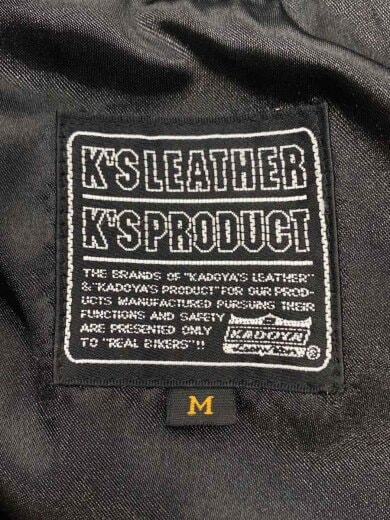 K'S LEATHER
K'S PRODUCT
THE BRANDS OF "KADOYA'S LEATHER"
& "KADOYA'S PRODUCT" FOR OUR PROD-
UCTS MANUFACTURED PURSUING THEIR
FUNCTIONS AND SAFETY
ARE PRESENTED ONLY
TO "REAL BIKERS"!!
KADOYA
®
M